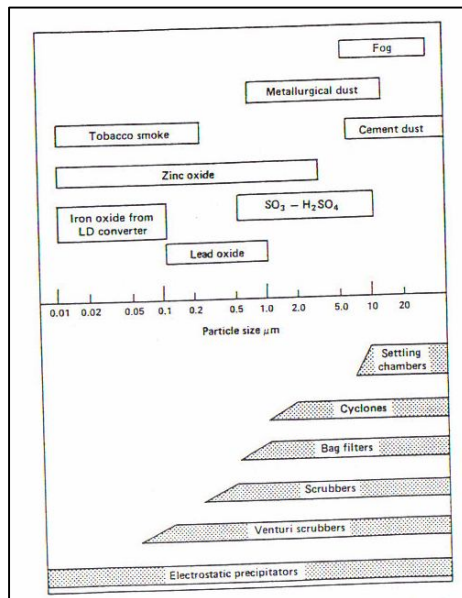 Fog
Metallurgical dust
Tobacco smoke
Cement dust
Zinc oxide
SO₃ – H₂SO₄
Iron oxide from
LD converter
Lead oxide
0.01 0.02 0.05 0.1 0.2 0.5 1.0 2.0 5.0 10 20
Particle size μm
Settling
chambers
Cyclones
Bag filters
Scrubbers
Venturi scrubbers
Electrostatic precipitators